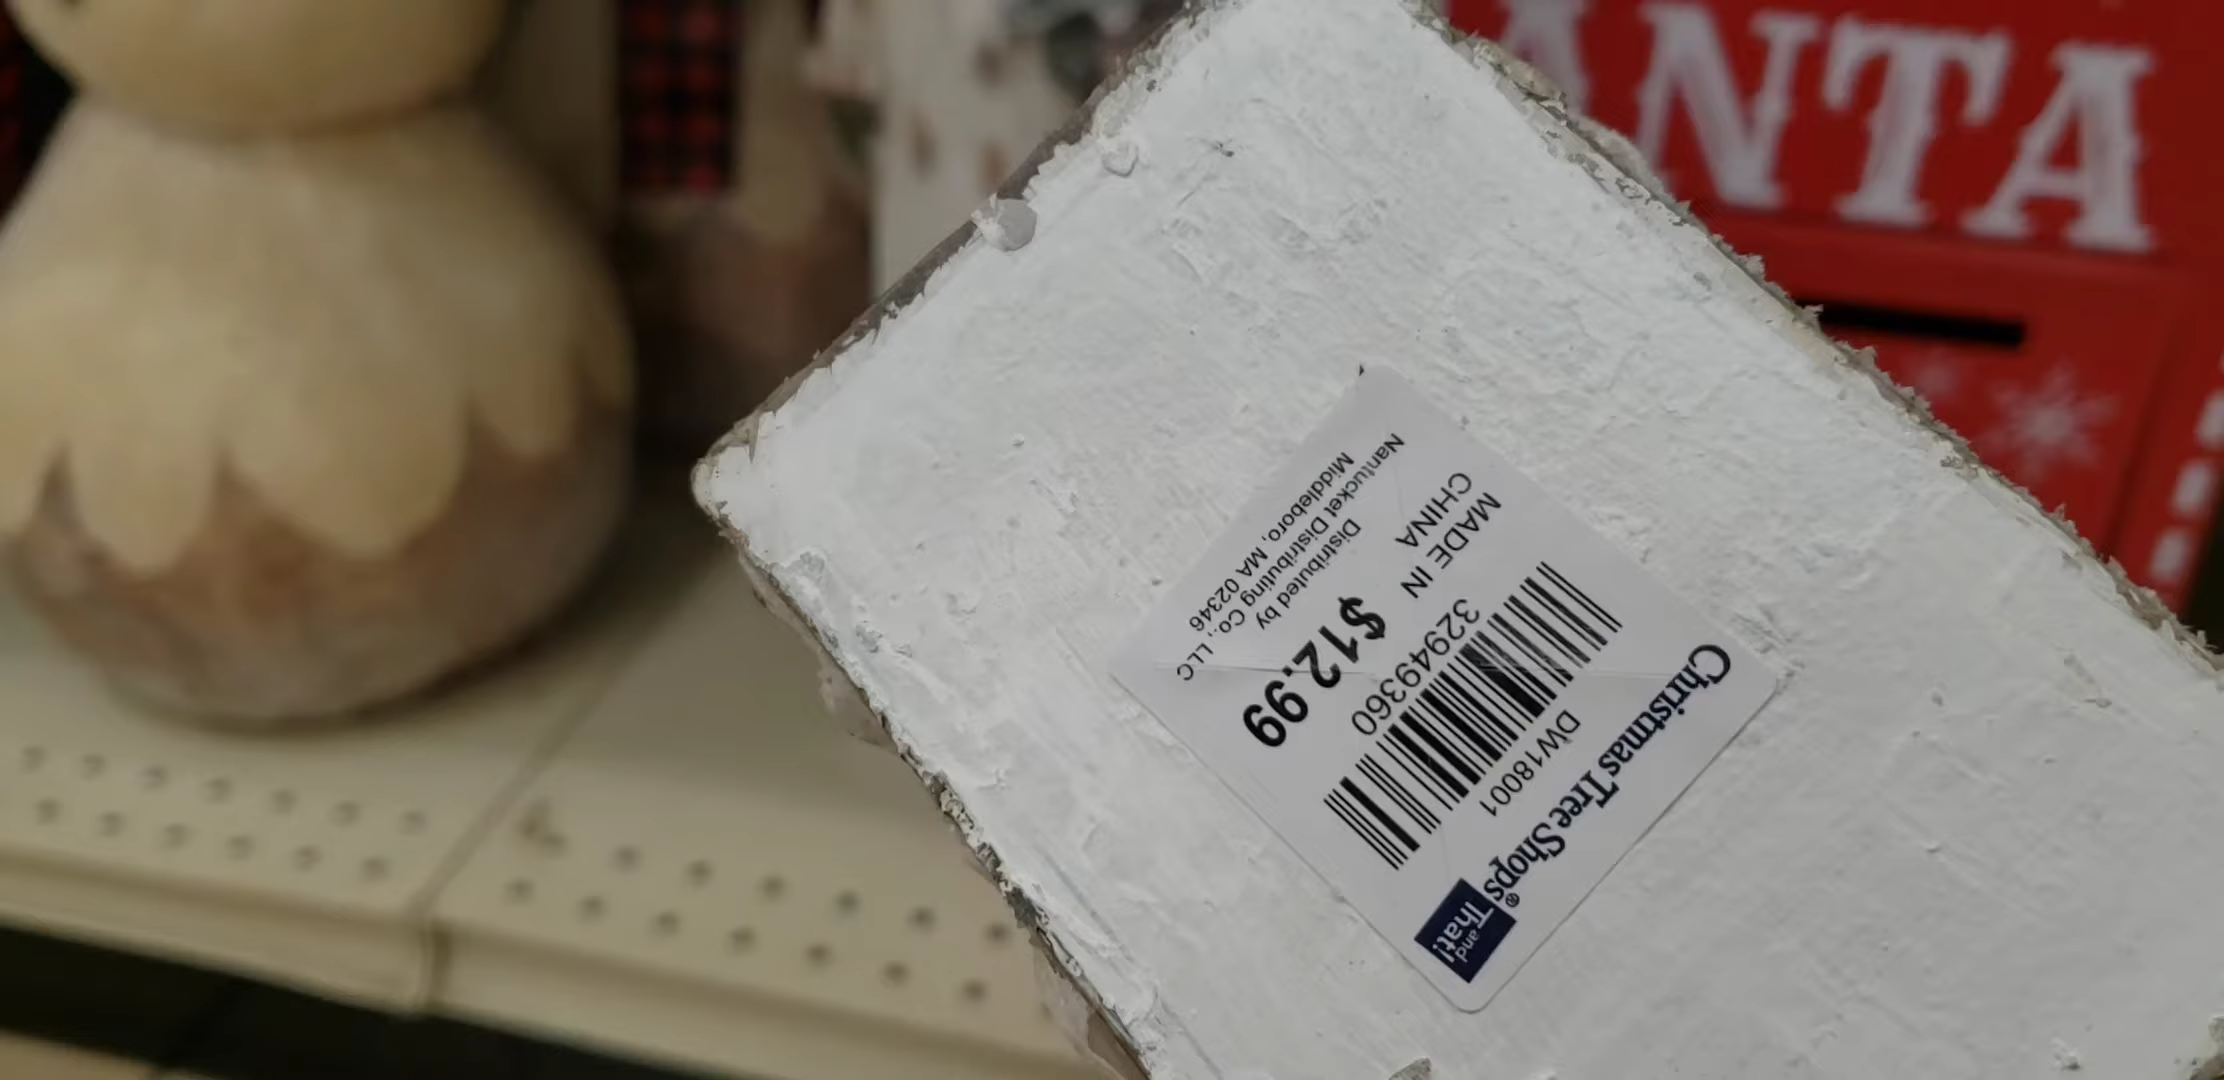 ANTA
Christmas Tree Shops®
and
That!
DW18001
32949360
$12.99
MADE IN
CHINA
Distributed by
Nantucket Distributing Co., LLC
Middleboro, MA 02346